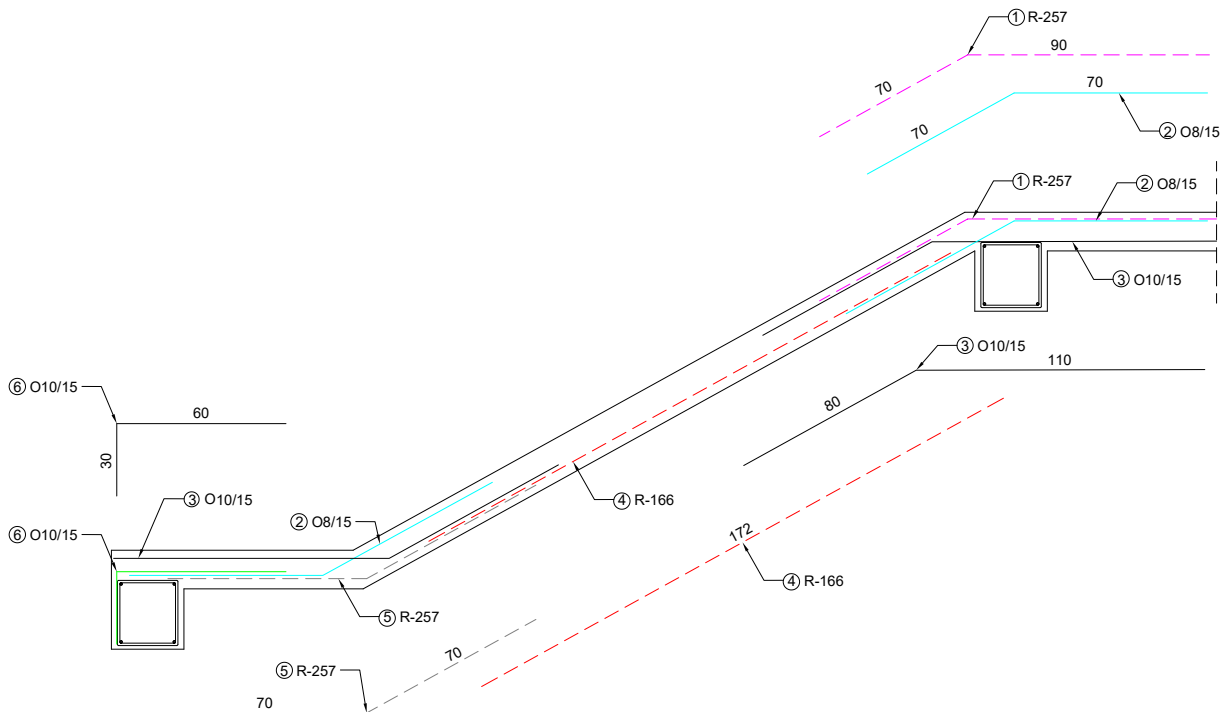 ① R-257
90
70
70
70
② O8/15
① R-257
② O8/15
③ O10/15
③ O10/15
110
80
⑥ O10/15
60
30
③ O10/15
⑥ O10/15
② O8/15
④ R-166
172
④ R-166
⑤ R-257
70
⑤ R-257
70